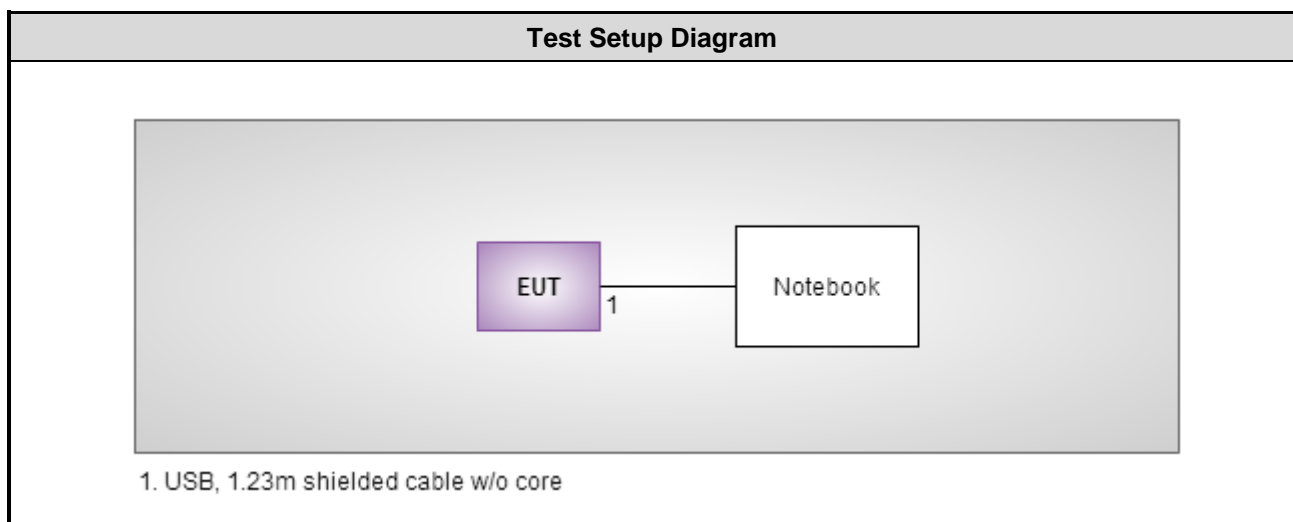 Test Setup Diagram
EUT
1
Notebook
1. USB, 1.23m shielded cable w/o core